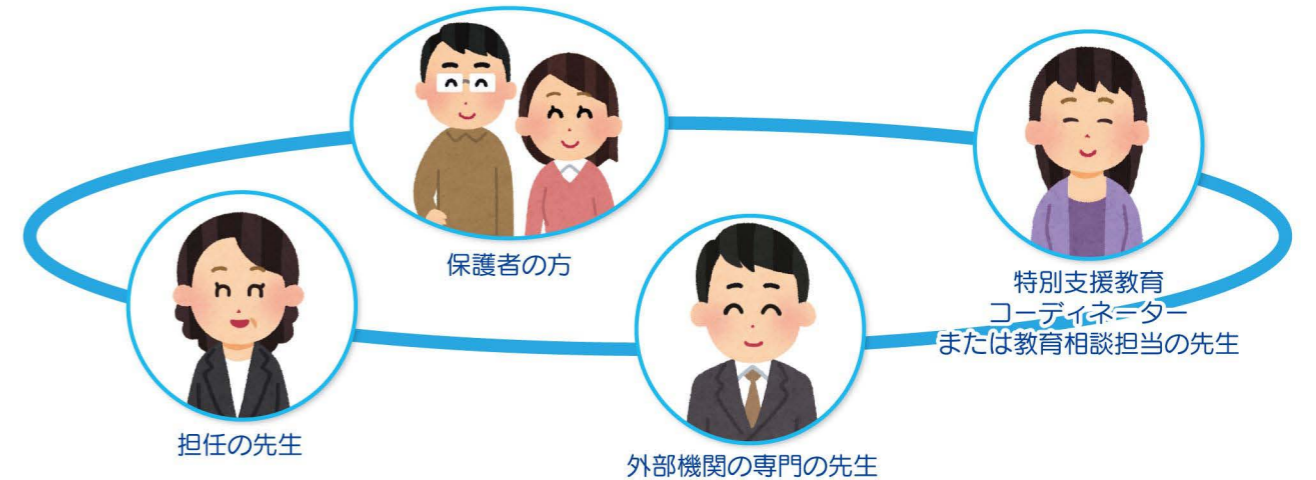 保護者の方
特別支援教育
コーディネーター
または教育相談担当の先生
担任の先生
外部機関の専門の先生